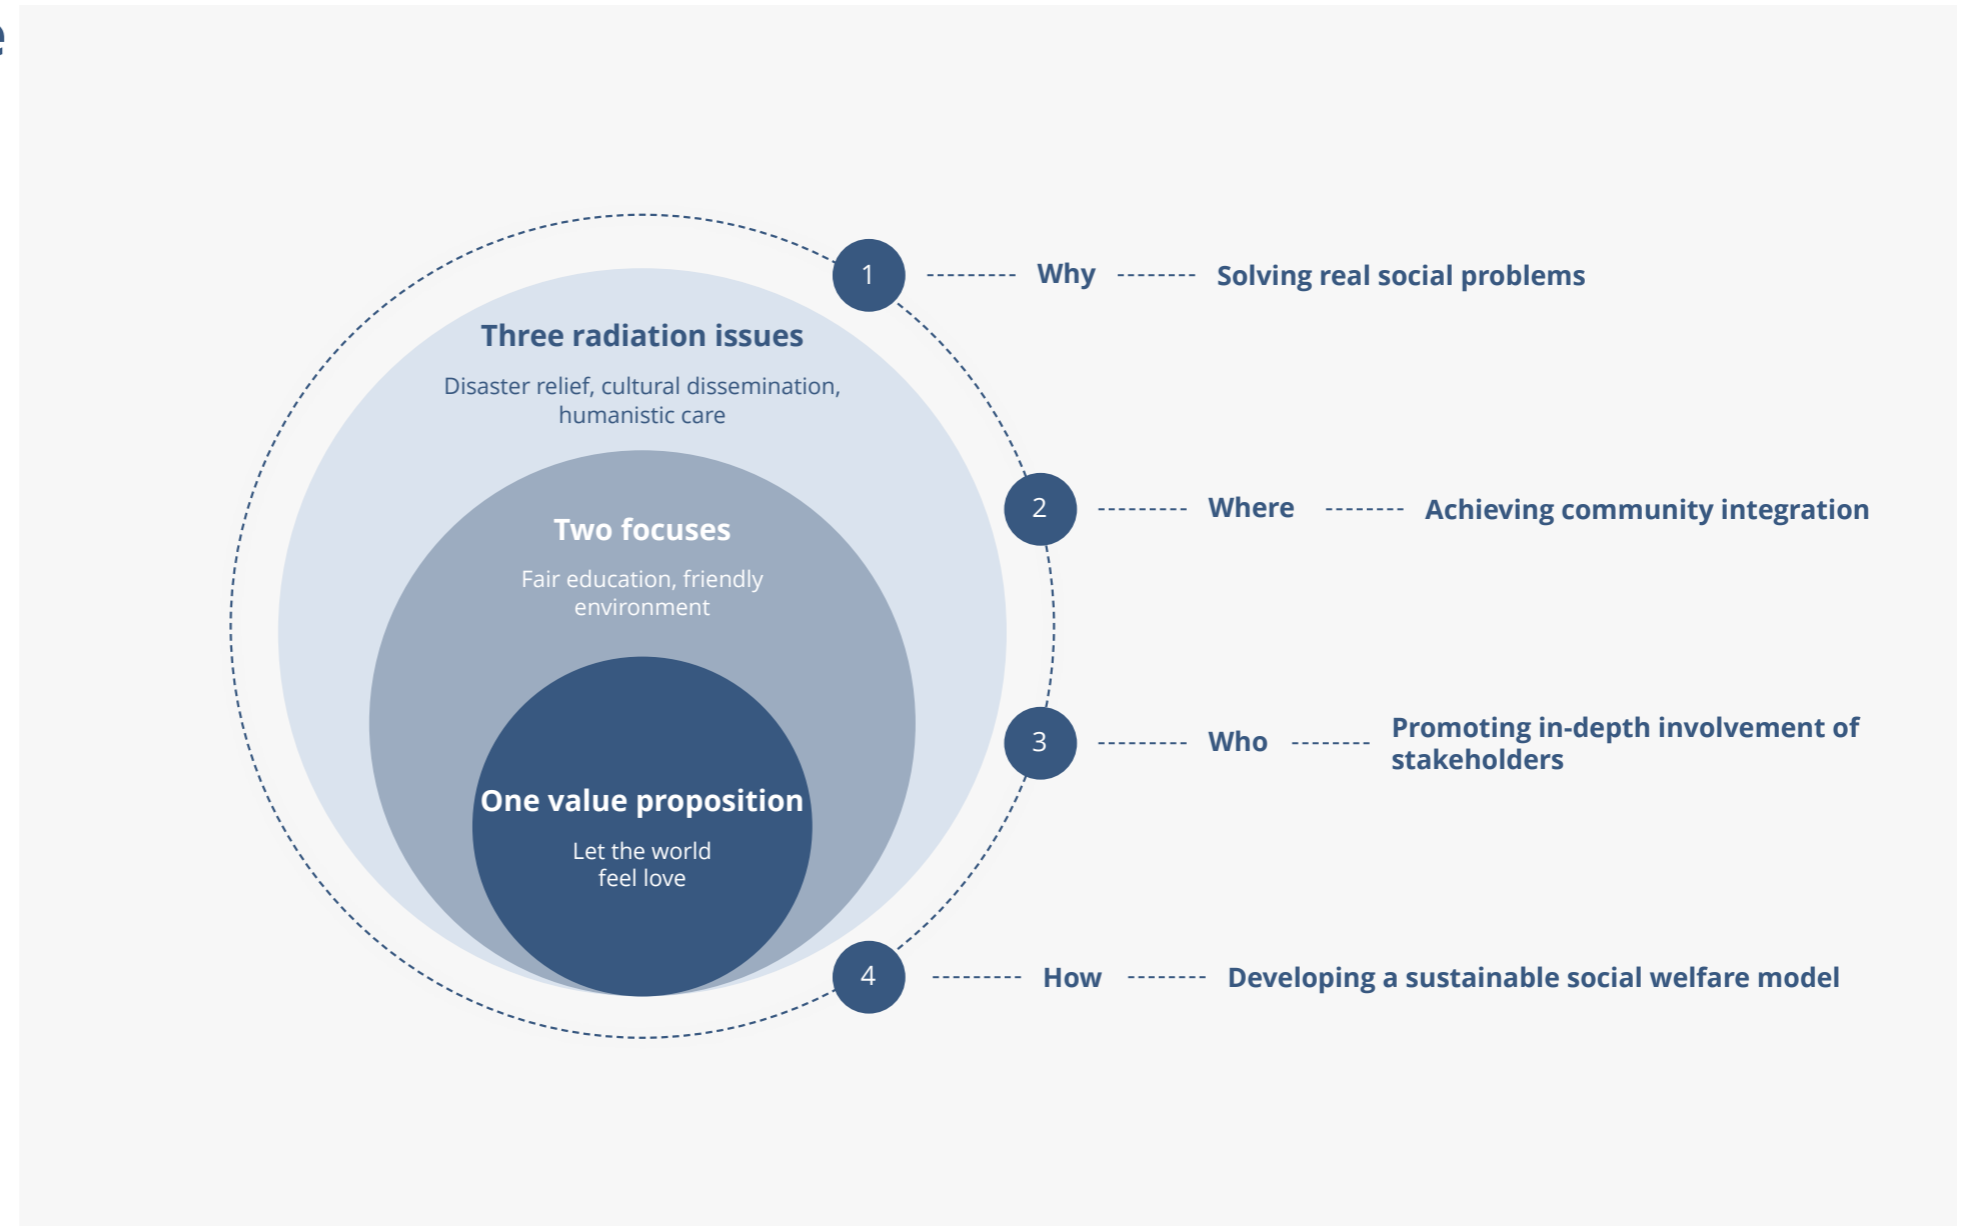 Three radiation issues
Disaster relief, cultural dissemination,
humanistic care
Two focuses
Fair education, friendly
environment
One value proposition
Let the world
feel love
1 Why Solving real social problems
2 Where Achieving community integration
3 Who Promoting in-depth involvement of
stakeholders
4 How Developing a sustainable social welfare model